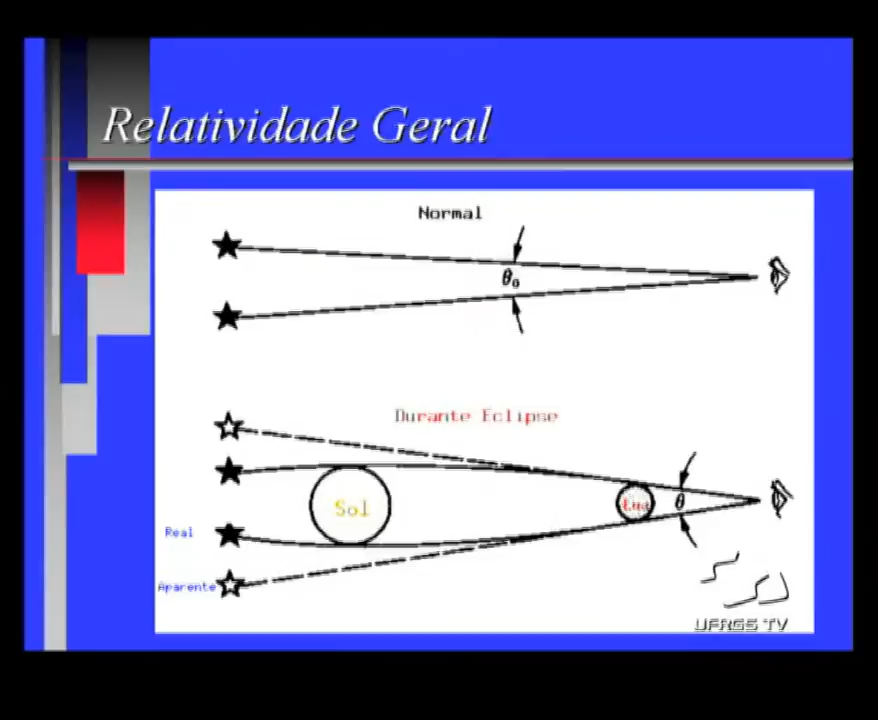 Relatividade Geral
Normal
θ₀
Durante Eclipse
Sol
Lua
θ
Real
Aparente
UFRGS TV